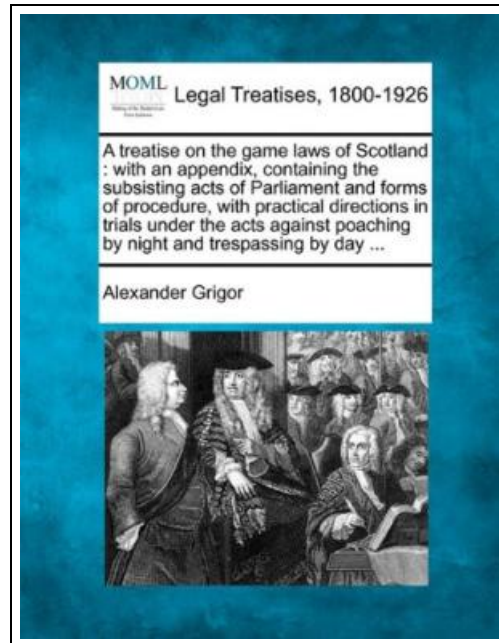 MOML
Legal Treatises, 1800-1926
A treatise on the game laws of Scotland
: with an appendix, containing the
subsisting acts of Parliament and forms
of procedure, with practical directions in
trials under the acts against poaching
by night and trespassing by day ...
Alexander Grigor